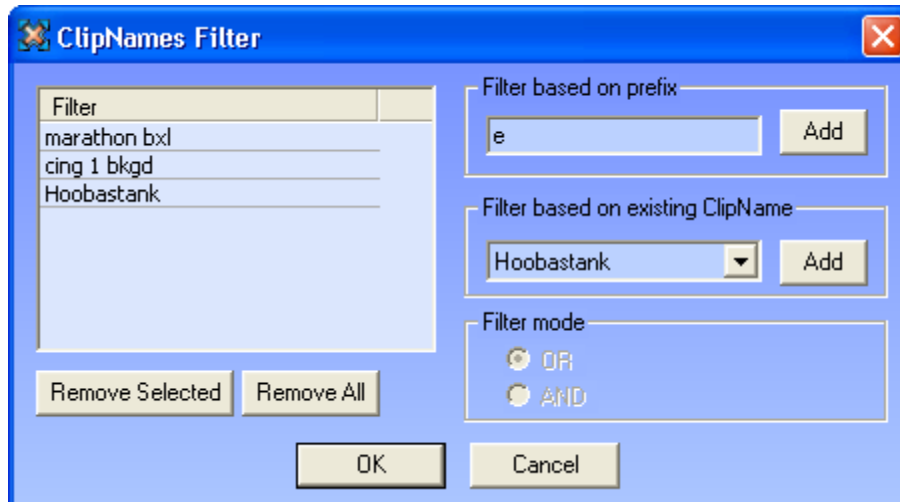 ClipNames Filter
Filter
marathon bxl
cing 1 bkgd
Hoobastank
Remove Selected
Remove All
Filter based on prefix
e
Add
Filter based on existing ClipName
Hoobastank
Add
Filter mode
OR
AND
OK
Cancel